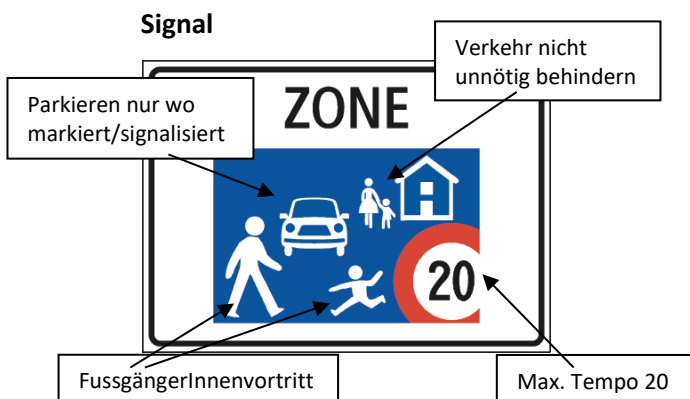 Signal
Verkehr nicht
unnötig behindern
Parkieren nur wo
markiert/signalisiert
ZONE
20
FussgängerInnenvortritt
Max. Tempo 20